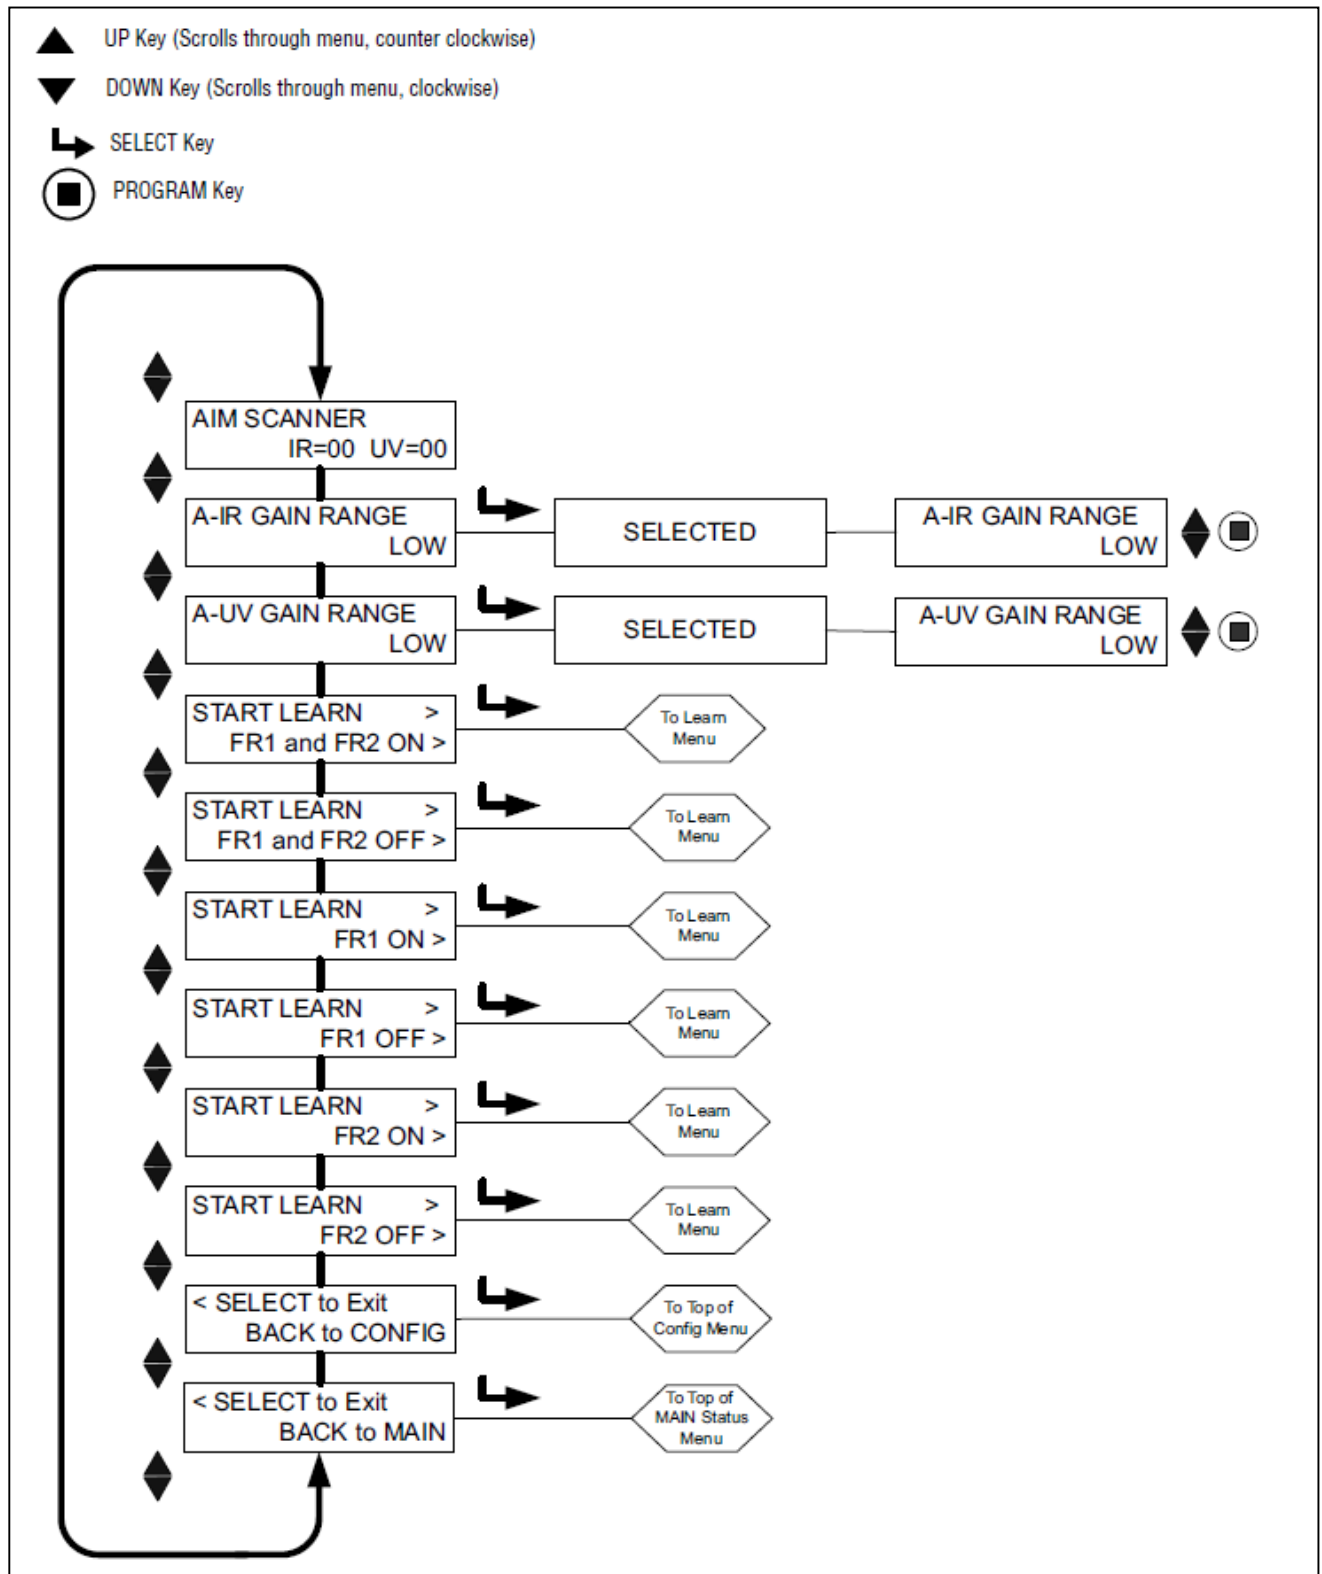 UP Key (Scrolls through menu, counter clockwise)
DOWN Key (Scrolls through menu, clockwise)
SELECT Key
PROGRAM Key
AIM SCANNER
IR=00 UV=00
A-IR GAIN RANGE
LOW
SELECTED
A-IR GAIN RANGE
LOW
A-UV GAIN RANGE
LOW
SELECTED
A-UV GAIN RANGE
LOW
START LEARN >
FR1 and FR2 ON >
To Learn
Menu
START LEARN >
FR1 and FR2 OFF >
To Learn
Menu
START LEARN >
FR1 ON >
To Learn
Menu
START LEARN >
FR1 OFF >
To Learn
Menu
START LEARN >
FR2 ON >
To Learn
Menu
START LEARN >
FR2 OFF >
To Learn
Menu
< SELECT to Exit
BACK to CONFIG
To Top of
Config Menu
< SELECT to Exit
BACK to MAIN
To Top of
MAIN Status
Menu